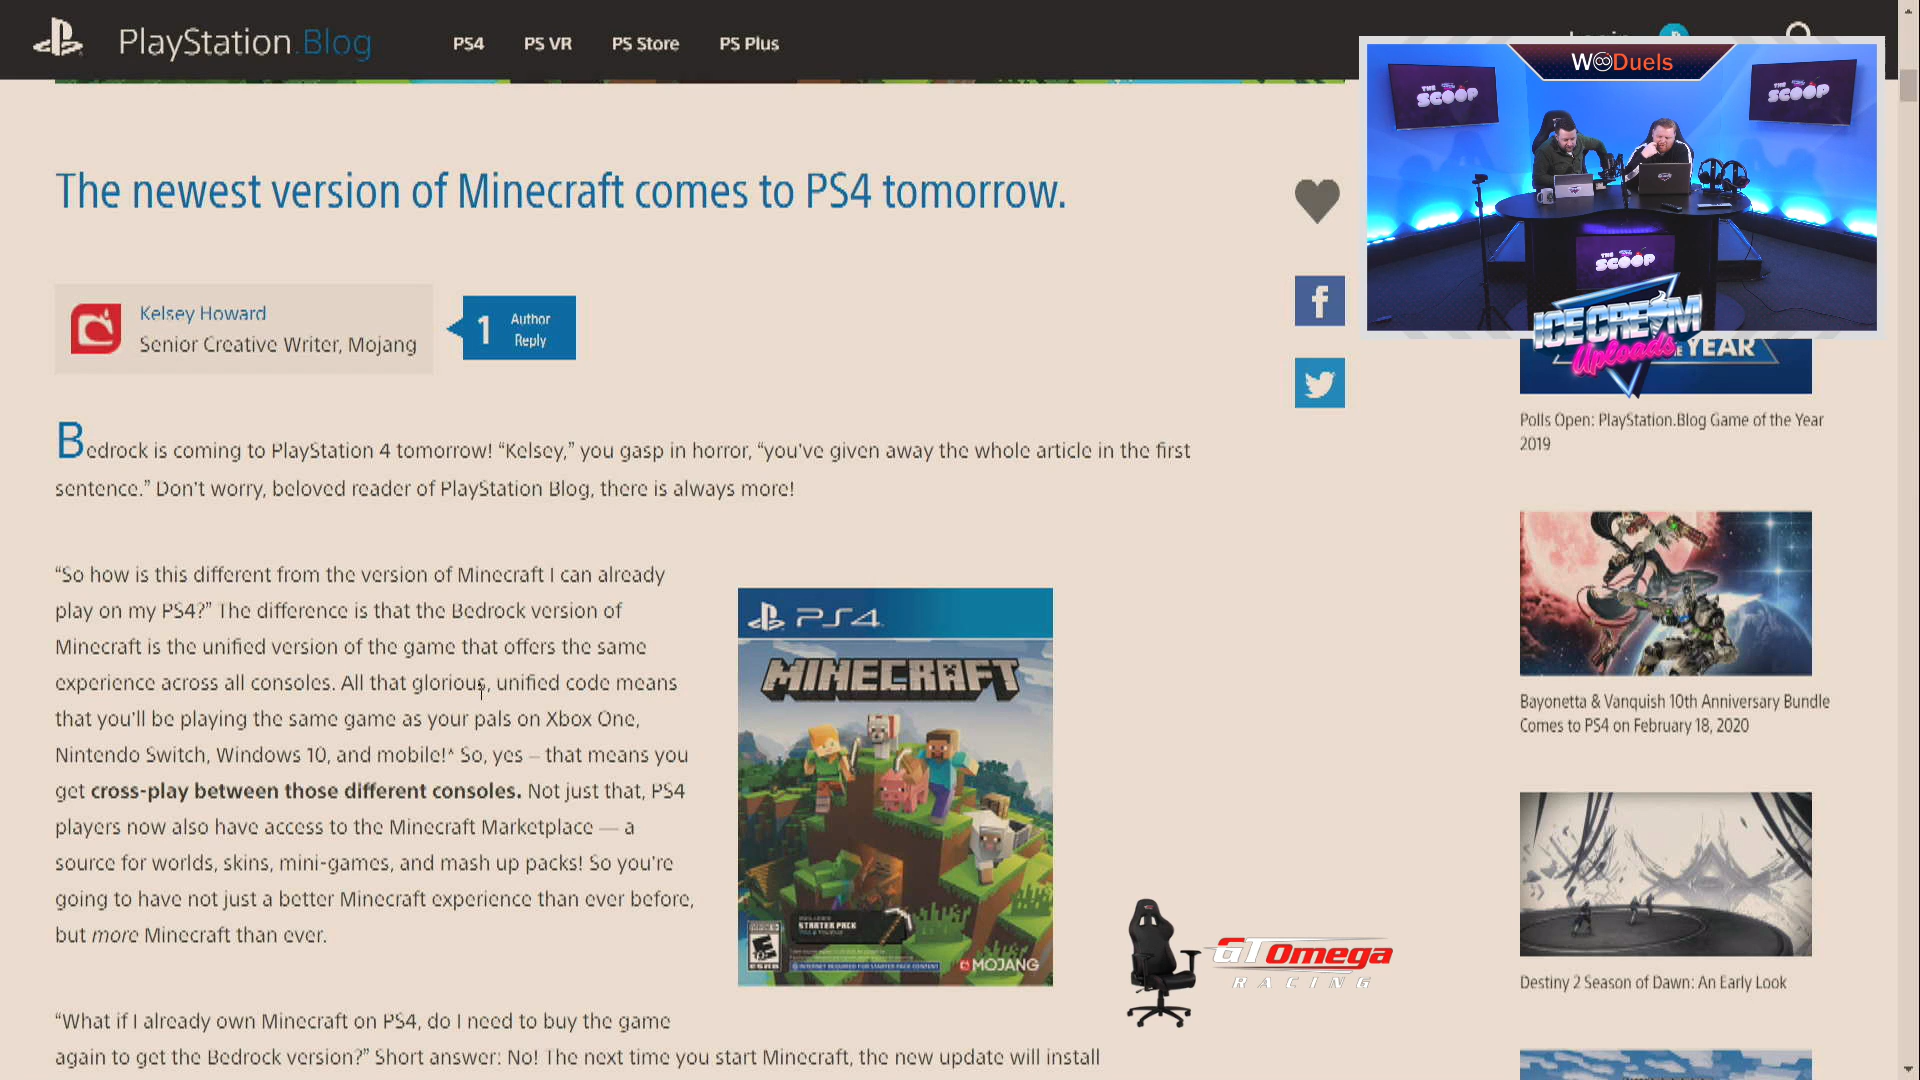 PlayStation.Blog
PS4
PS VR
PS Store
PS Plus
W∞Duels
THE SCOOP
THE SCOOP
THE SCOOP
ICE CREAM
Uploads
YEAR
The newest version of Minecraft comes to PS4 tomorrow.
Kelsey Howard
Senior Creative Writer, Mojang
1 Author
Reply
Bedrock is coming to PlayStation 4 tomorrow! “Kelsey,” you gasp in horror, “you’ve given away the whole article in the first
sentence.” Don’t worry, beloved reader of PlayStation Blog, there is always more!
“So how is this different from the version of Minecraft I can already
play on my PS4?” The difference is that the Bedrock version of
Minecraft is the unified version of the game that offers the same
experience across all consoles. All that glorious, unified code means
that you’ll be playing the same game as your pals on Xbox One,
Nintendo Switch, Windows 10, and mobile!* So, yes – that means you
get cross-play between those different consoles. Not just that, PS4
players now also have access to the Minecraft Marketplace — a
source for worlds, skins, mini-games, and mash up packs! So you’re
going to have not just a better Minecraft experience than ever before,
but more Minecraft than ever.
“What if I already own Minecraft on PS4, do I need to buy the game
again to get the Bedrock version?” Short answer: No! The next time you start Minecraft, the new update will install
PS4
MINECRAFT
STARTER PACK
INTERNET REQUIRED FOR STARTER PACK CONTENT
ESRB
MOJANG
GT Omega
RACING
Polls Open: PlayStation.Blog Game of the Year
2019
Bayonetta & Vanquish 10th Anniversary Bundle
Comes to PS4 on February 18, 2020
Destiny 2 Season of Dawn: An Early Look